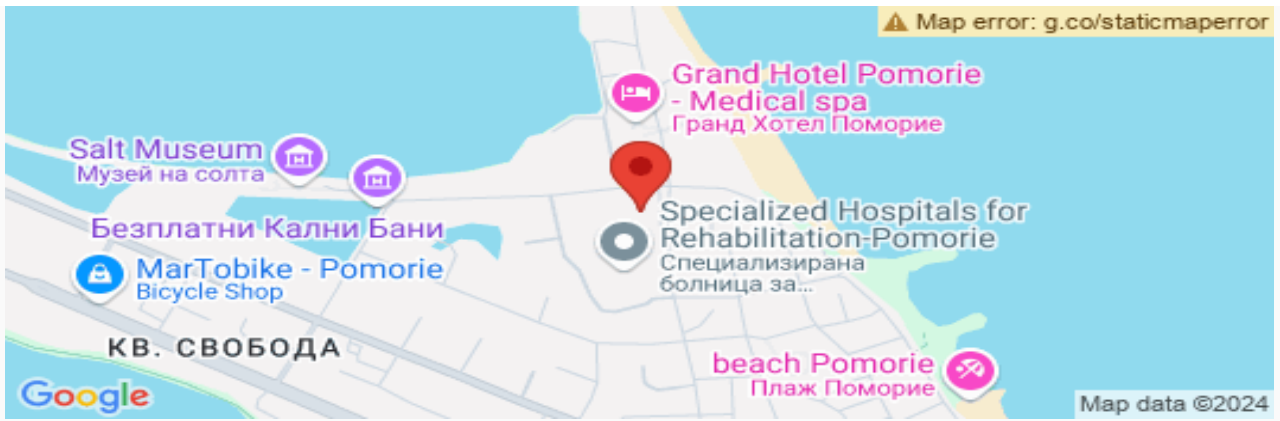 Map error: g.co/staticmaperror
Grand Hotel Pomorie
- Medical spa
Гранд Хотел Поморие
Salt Museum
Музей на солта
Безплатни Кални Бани
Specialized Hospitals for
Rehabilitation-Pomorie
Специализирана
болница за...
MarTobike - Pomorie
Bicycle Shop
КВ. СВОБОДА
beach Pomorie
Плаж Поморие
Google
Map data ©2024